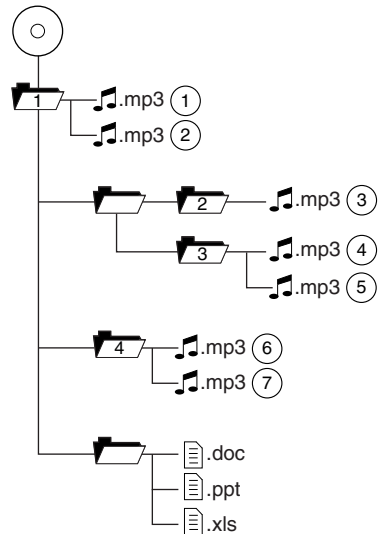 1 .mp3 1
.mp3 2
2 .mp3 3
3 .mp3 4
.mp3 5
4 .mp3 6
.mp3 7
.doc
.ppt
.xls